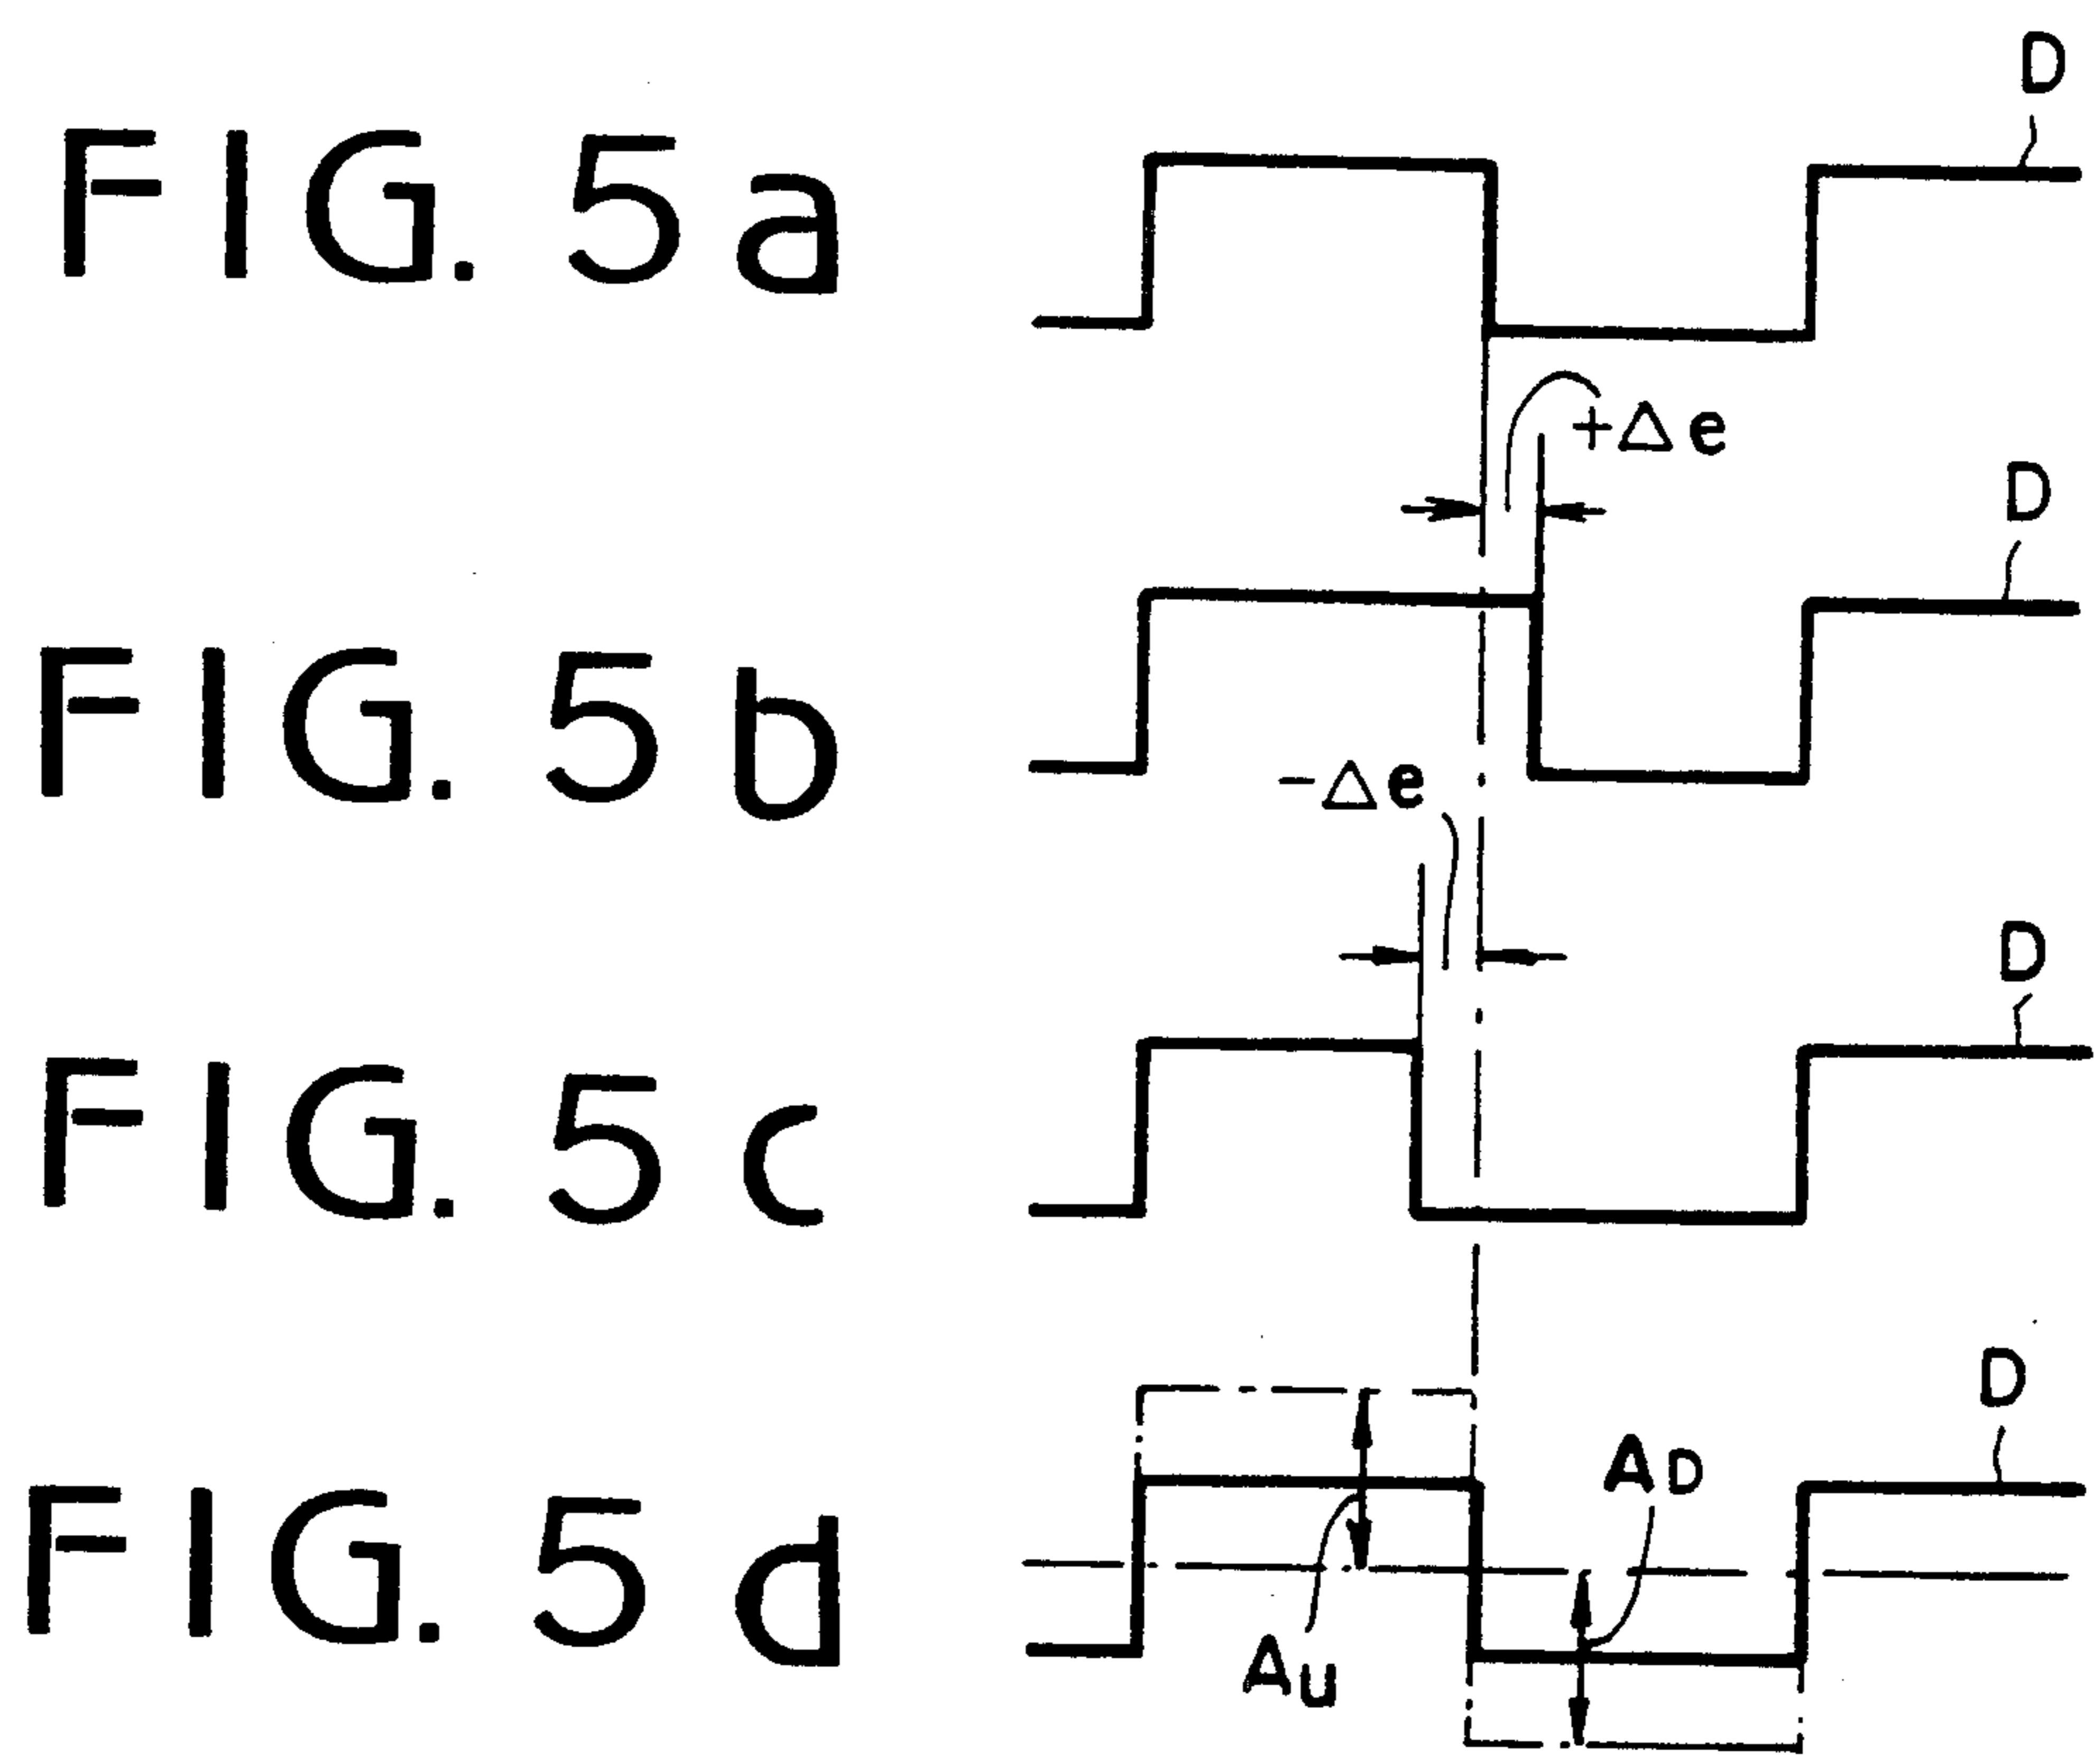 D
FIG. 5a
+Δe
D
FIG. 5b
-Δe
D
FIG. 5c
D
AD
FIG. 5d
AU